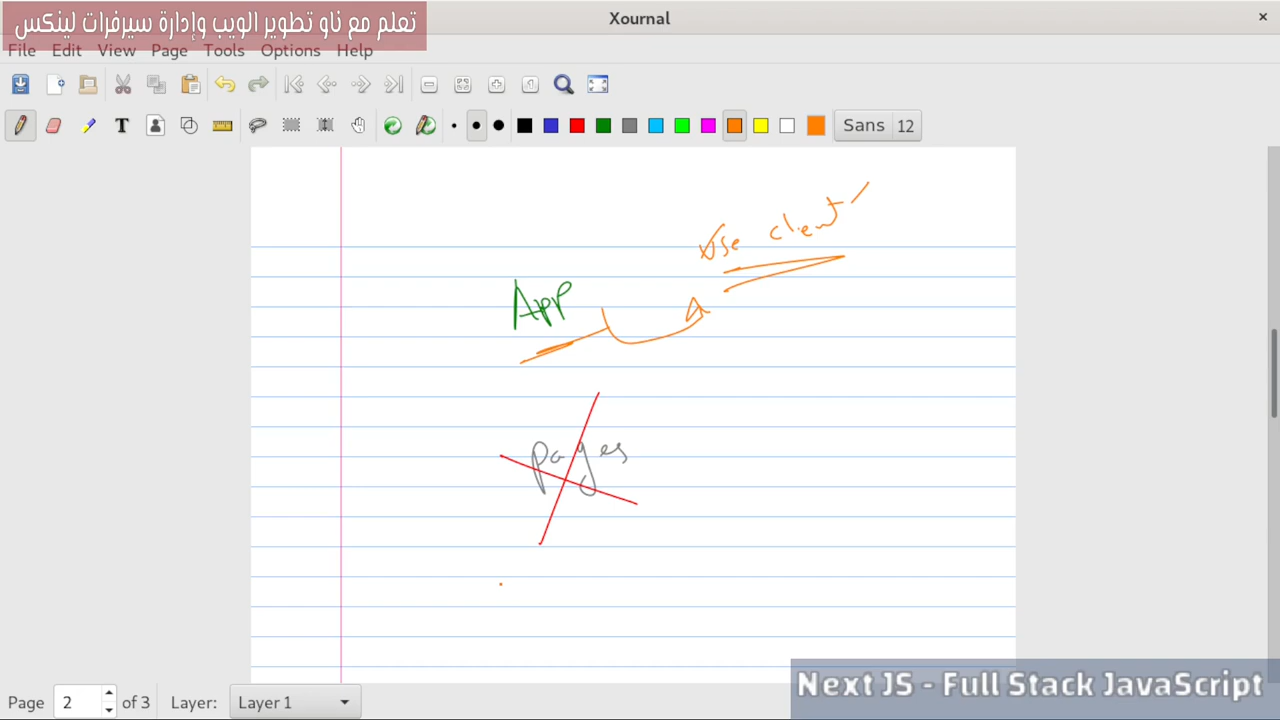 Xournal
تعلم مع ناو تطوير الويب وإدارة سيرفرات لينكس
File Edit View Page Tools Options Help
Sans 12
Use client
App
pages
Page 2 of 3 Layer: Layer 1
Next JS - Full Stack JavaScript